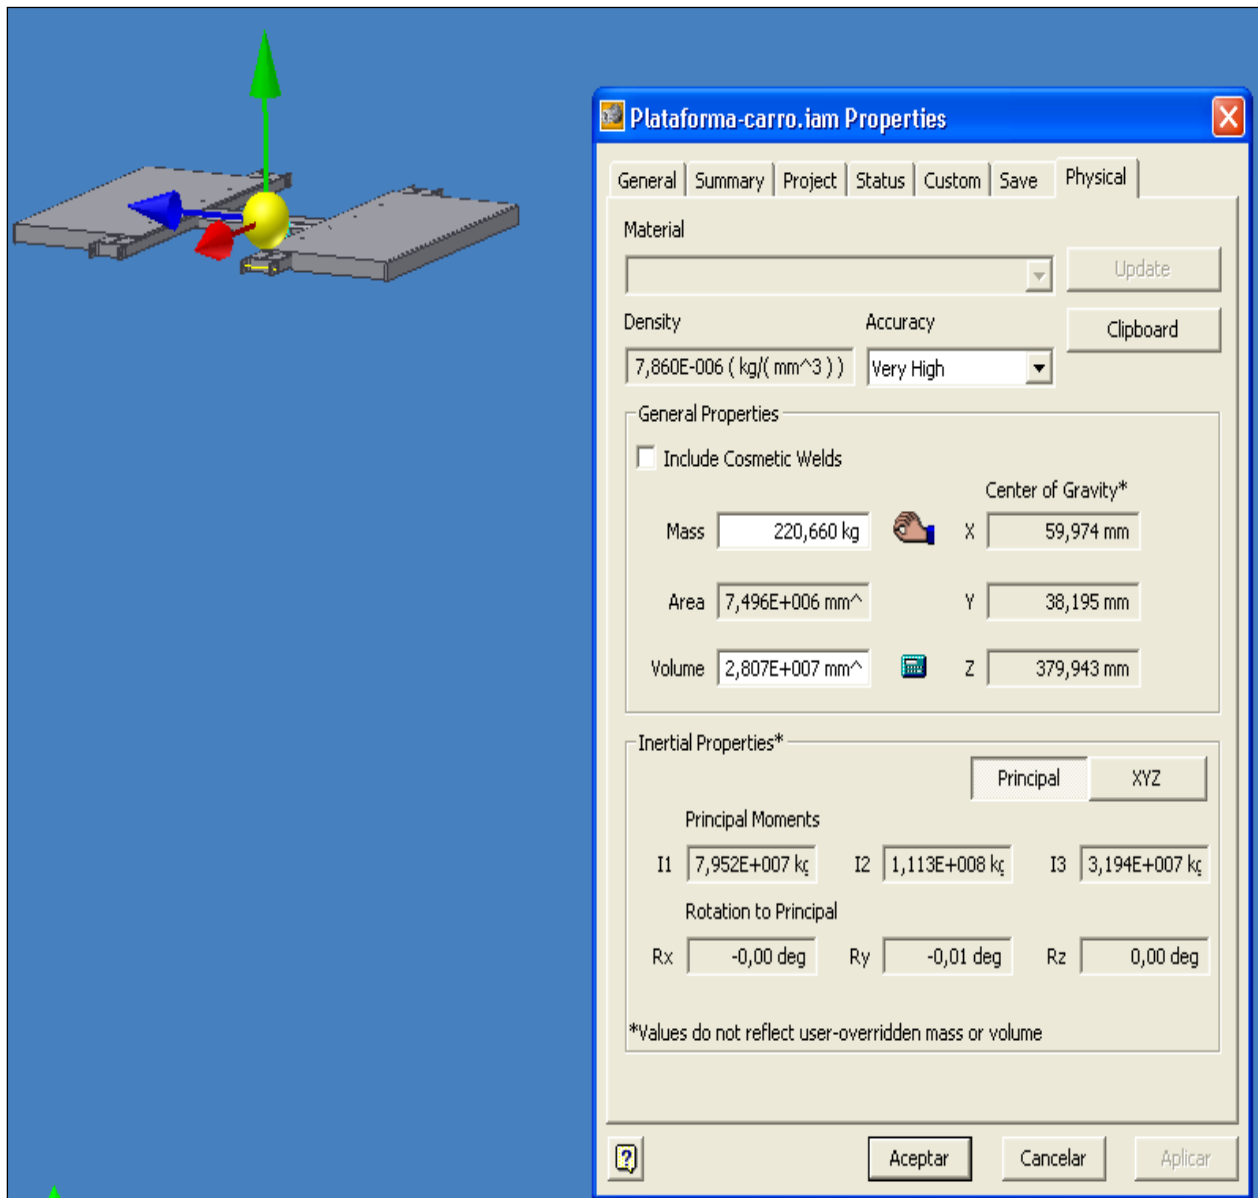 Plataforma-carro.iam Properties
General Summary Project Status Custom Save Physical
Material
Update
Density Accuracy Clipboard
7,860E-006 ( kg/( mm^3 ) ) Very High
General Properties
Include Cosmetic Welds
Center of Gravity*
Mass 220,660 kg X 59,974 mm
Area 7,496E+006 mm^ Y 38,195 mm
Volume 2,807E+007 mm^ Z 379,943 mm
Inertial Properties*
Principal XYZ
Principal Moments
I1 7,952E+007 kg I2 1,113E+008 kg I3 3,194E+007 kg
Rotation to Principal
Rx -0,00 deg Ry -0,01 deg Rz 0,00 deg
*Values do not reflect user-overridden mass or volume
? Aceptar Cancelar Aplicar